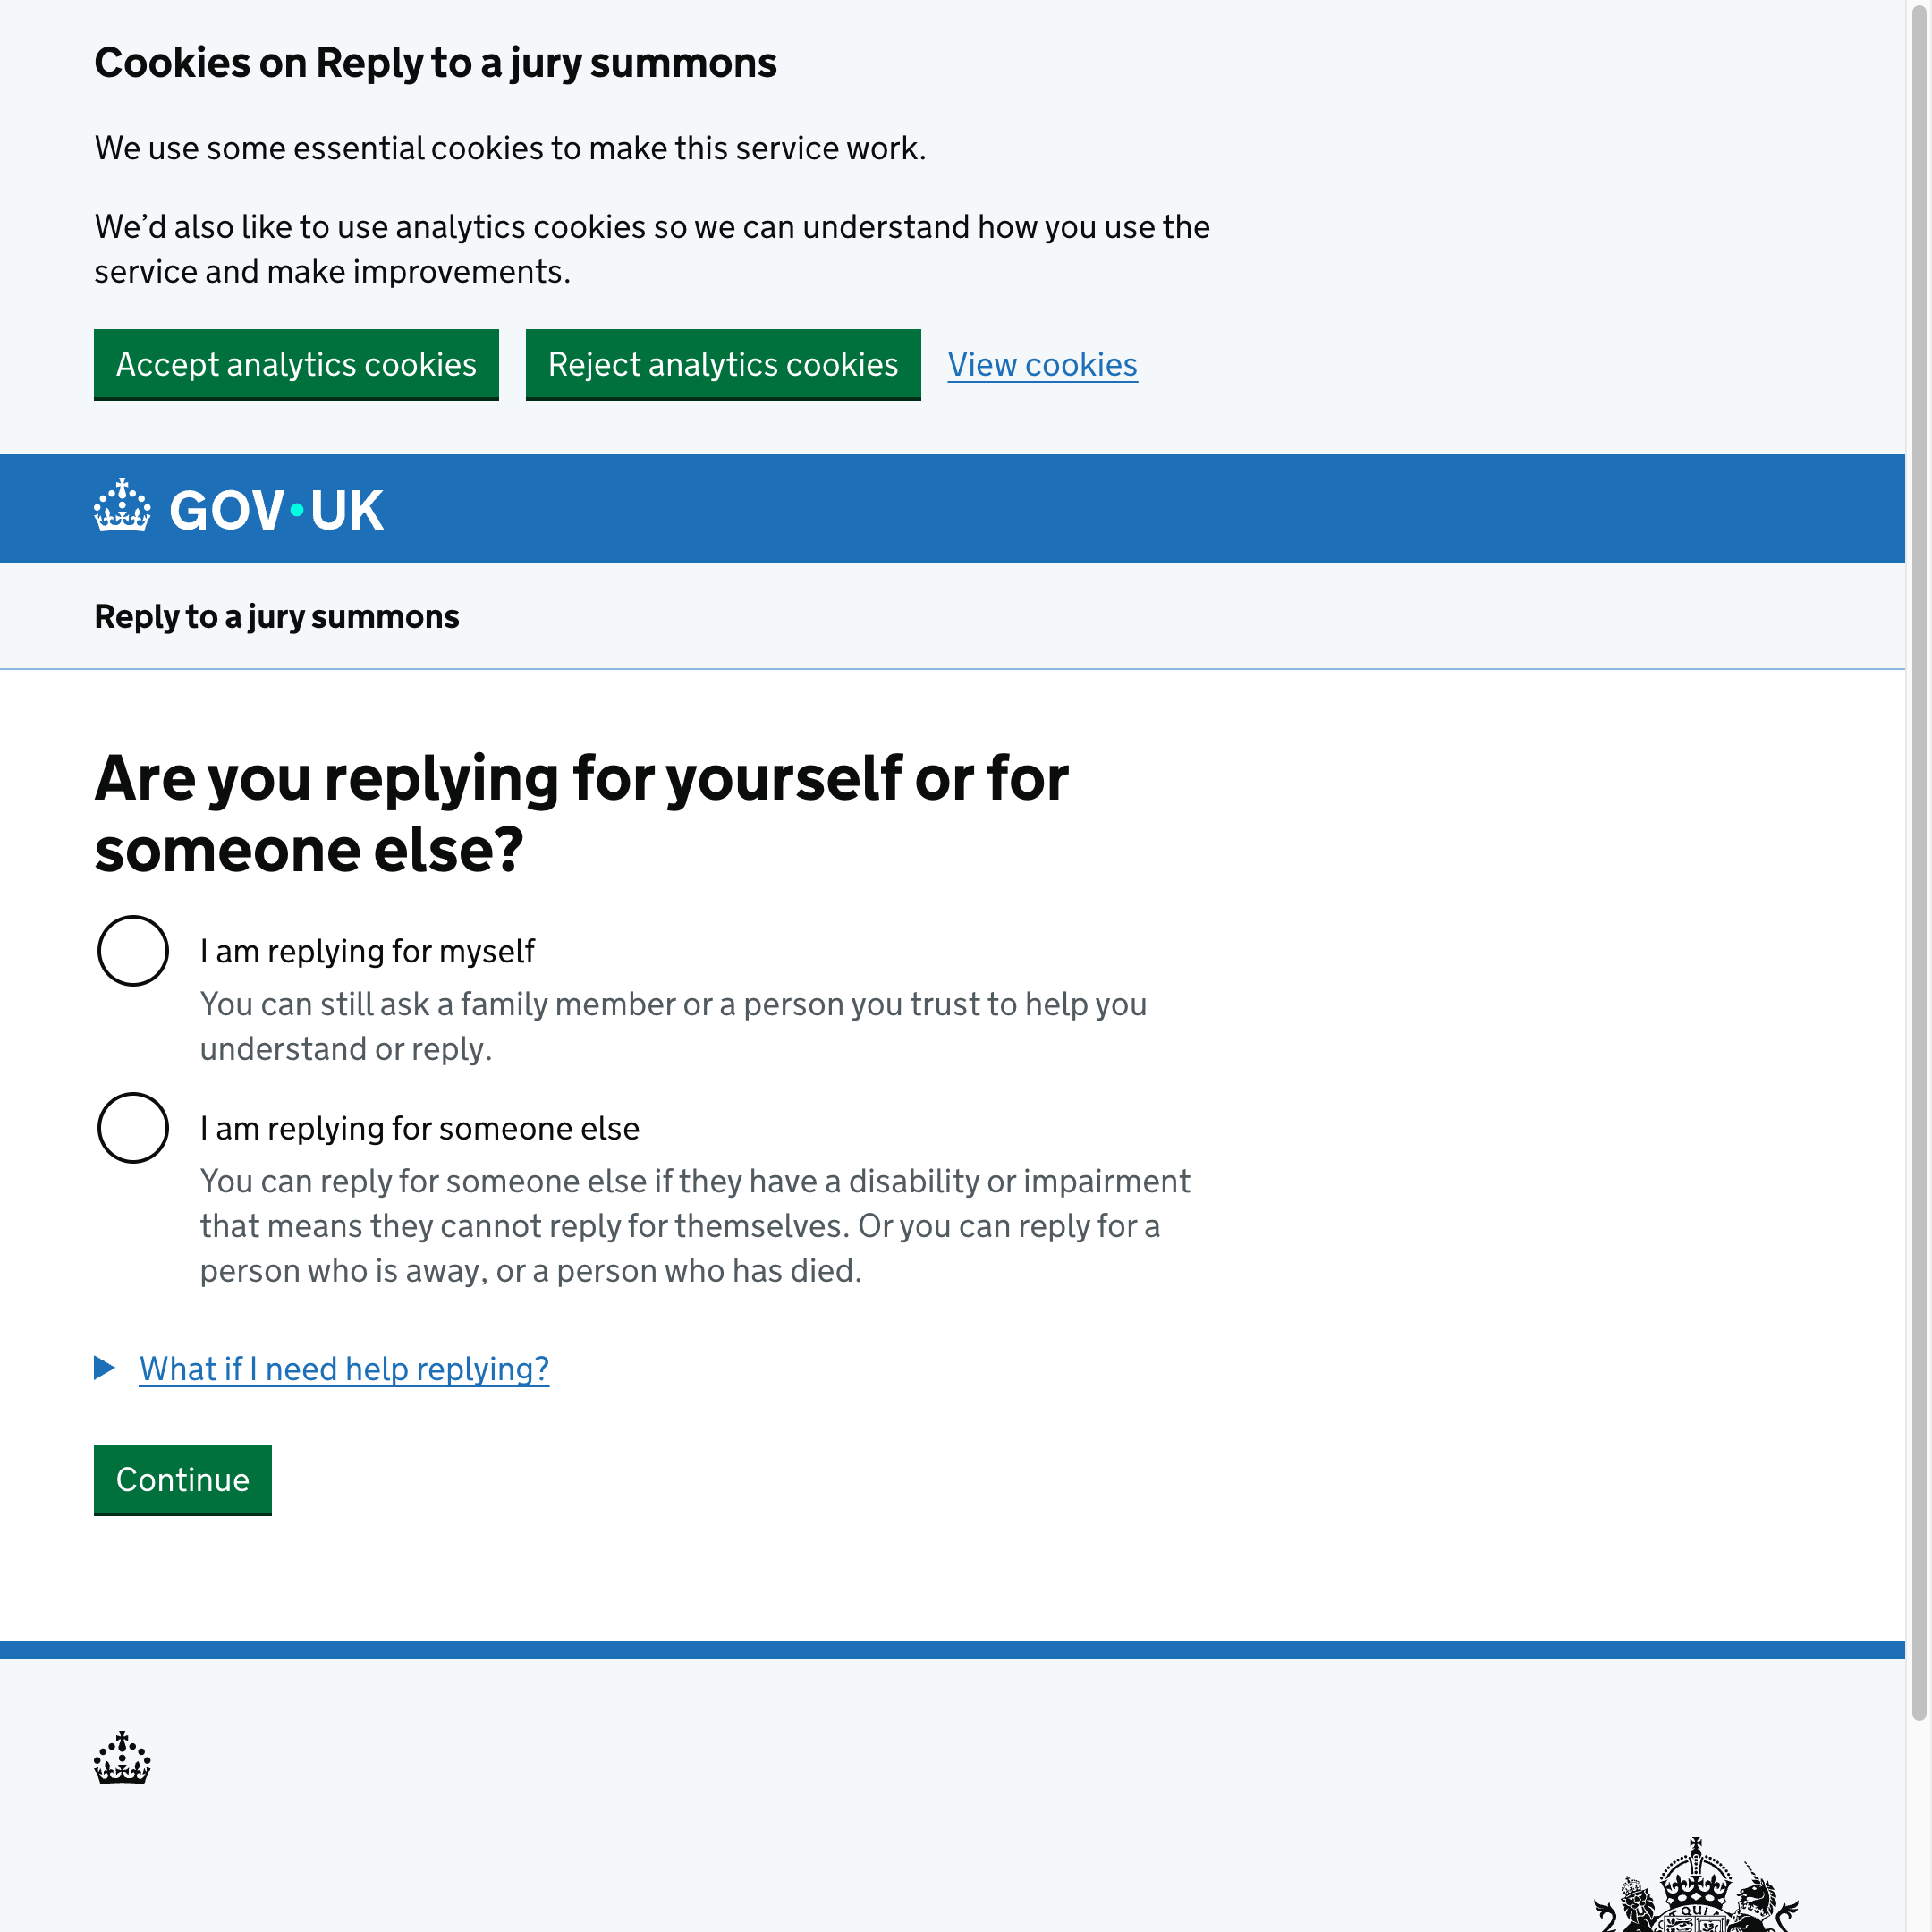 Cookies on Reply to a jury summons
We use some essential cookies to make this service work.
We’d also like to use analytics cookies so we can understand how you use the
service and make improvements.
Accept analytics cookies
Reject analytics cookies
View cookies
GOV·UK
Reply to a jury summons
Are you replying for yourself or for
someone else?
I am replying for myself
You can still ask a family member or a person you trust to help you
understand or reply.
I am replying for someone else
You can reply for someone else if they have a disability or impairment
that means they cannot reply for themselves. Or you can reply for a
person who is away, or a person who has died.
What if I need help replying?
Continue